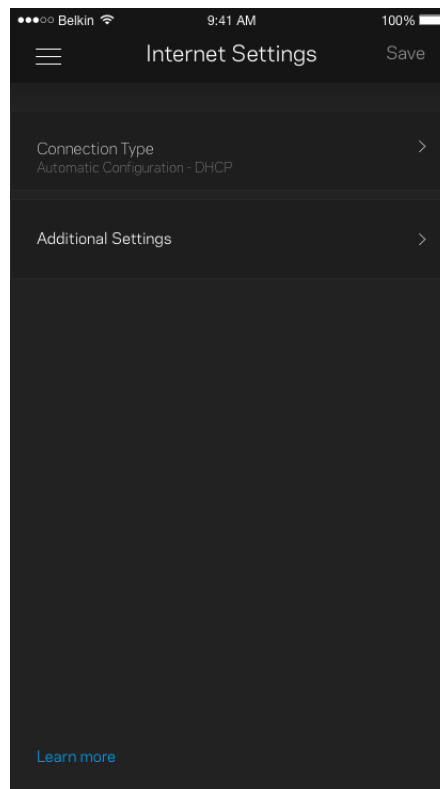 Belkin 9:41 AM 100%
Internet Settings Save
Connection Type
Automatic Configuration - DHCP
Additional Settings
Learn more